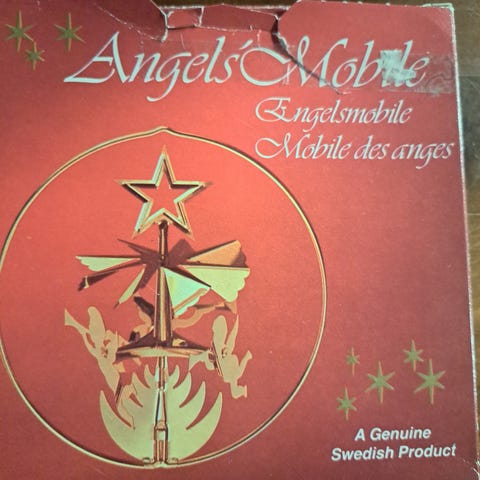 Angels' Mobile
Engelsmobile
Mobile des anges
A Genuine
Swedish Product